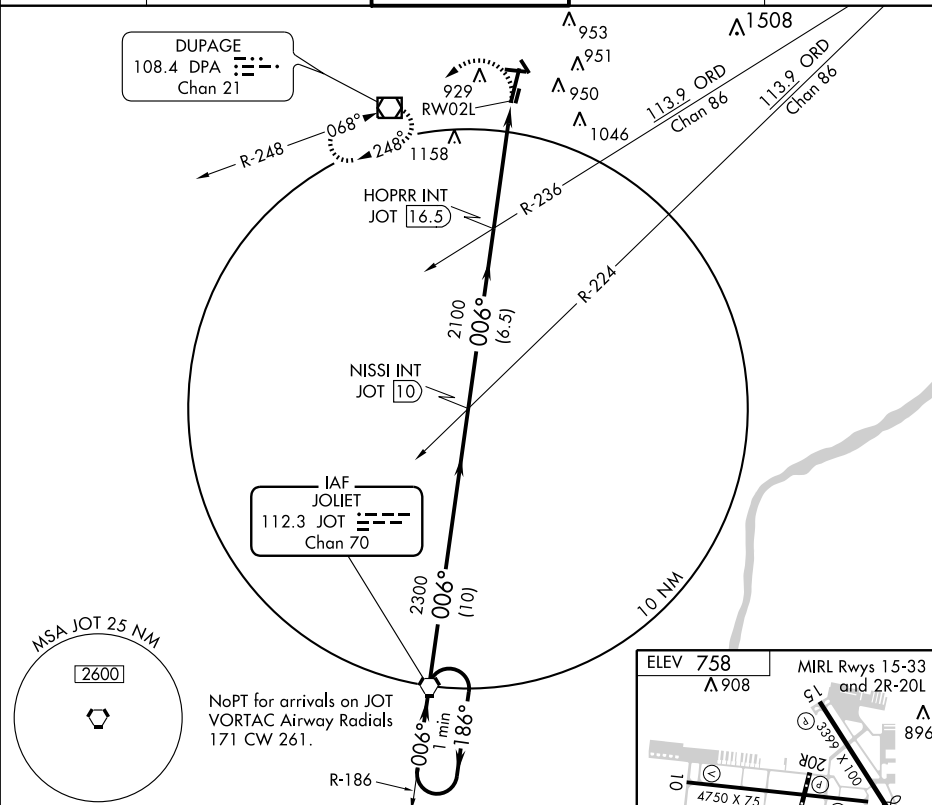 953
1508
951
DUPAGE
108.4 DPA
Chan 21
929
RW02L
950
1046
113.9 ORD
Chan 86
113.9 ORD
Chan 86
068°
R-248
248°
1158
HOPRR INT
JOT 16.5
R-236
R-224
2100
006°
(6.5)
NISSI INT
JOT 10
IAF
JOLIET
112.3 JOT
Chan 70
2300
006°
(10)
10 NM
MSA JOT 25 NM
2600
NoPT for arrivals on JOT
VORTAC Airway Radials
171 CW 261.
006°
1 min
186°
R-186
ELEV 758
MIRL Rwys 15-33
and 2R-20L
908
896
15
P
3399 X 100
20R
P
V
10
4750 X 75